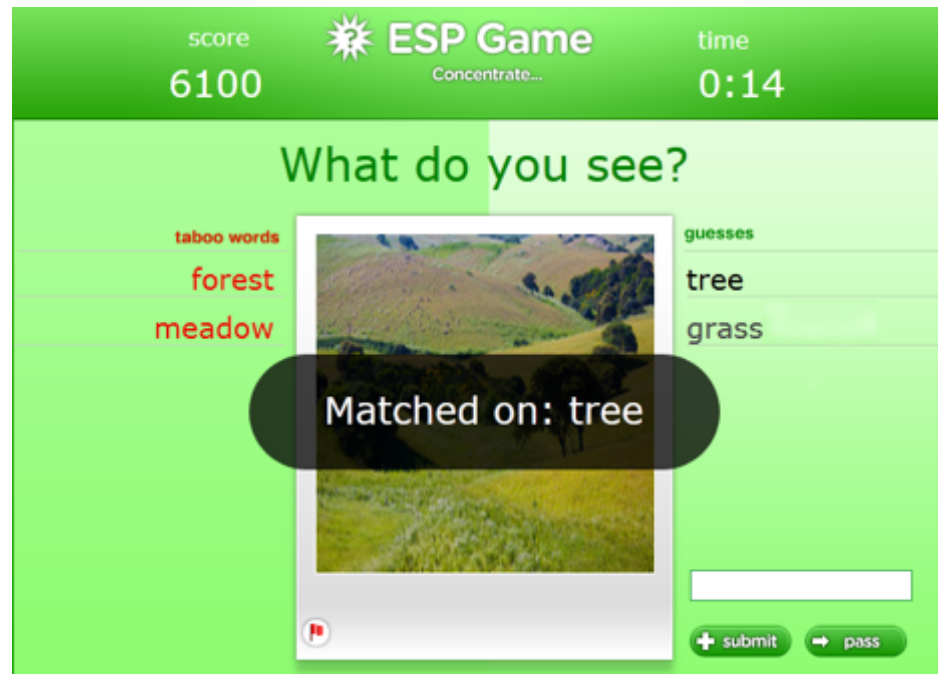 score
ESP Game
time
6100
Concentrate...
0:14
What do you see?
taboo words
guesses
forest
tree
meadow
grass
Matched on: tree
submit
pass